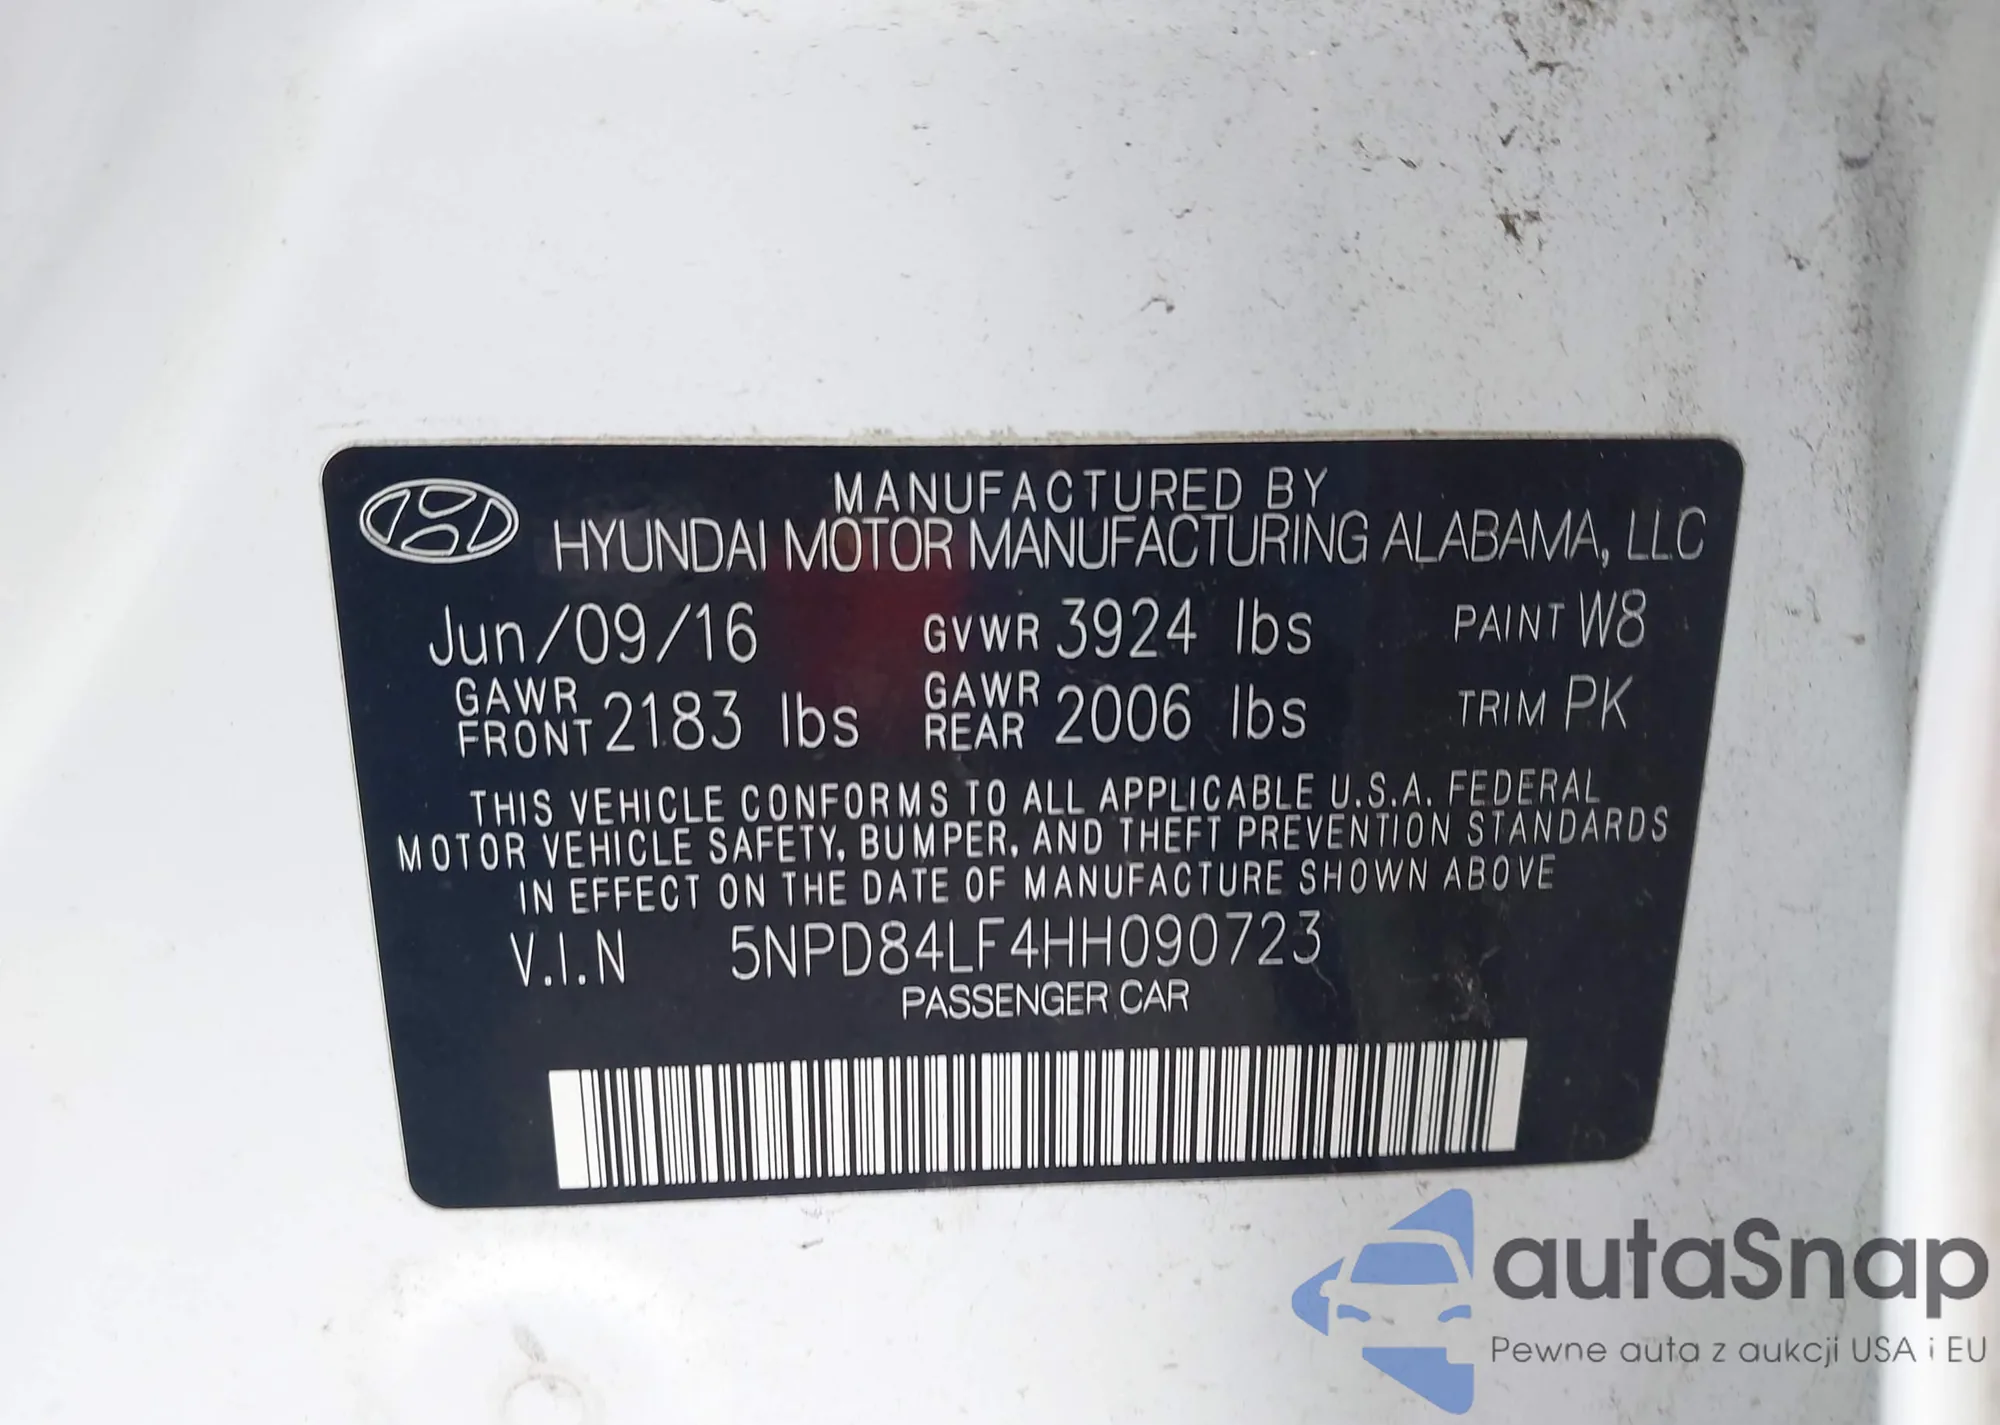 MANUFACTURED BY
HYUNDAI MOTOR MANUFACTURING ALABAMA, LLC
Jun/09/16 GVWR 3924 lbs PAINT W8
GAWR FRONT 2183 lbs GAWR REAR 2006 lbs TRIM PK
THIS VEHICLE CONFORMS TO ALL APPLICABLE U.S.A. FEDERAL
MOTOR VEHICLE SAFETY, BUMPER, AND THEFT PREVENTION STANDARDS
IN EFFECT ON THE DATE OF MANUFACTURE SHOWN ABOVE
V.I.N 5NPD84LF4HH090723
PASSENGER CAR
autaSnap
Pewne auta z aukcji USA i EU